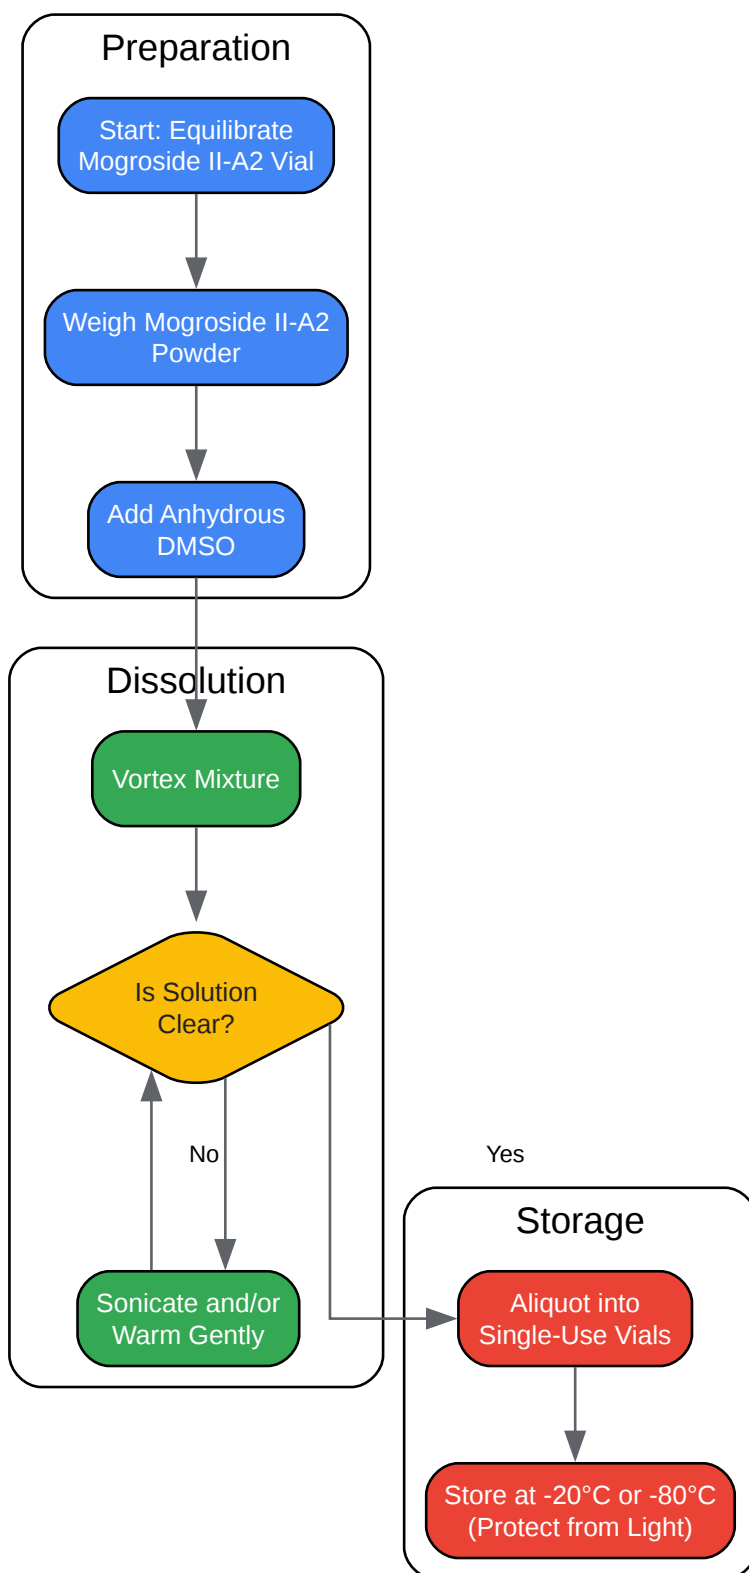 Preparation
Start: Equilibrate
Mogroside II-A2 Vial
Weigh Mogroside II-A2
Powder
Add Anhydrous
DMSO
Dissolution
Vortex Mixture
Is Solution
Clear?
No
Yes
Sonicate and/or
Warm Gently
Storage
Aliquot into
Single-Use Vials
Store at -20°C or -80°C
(Protect from Light)